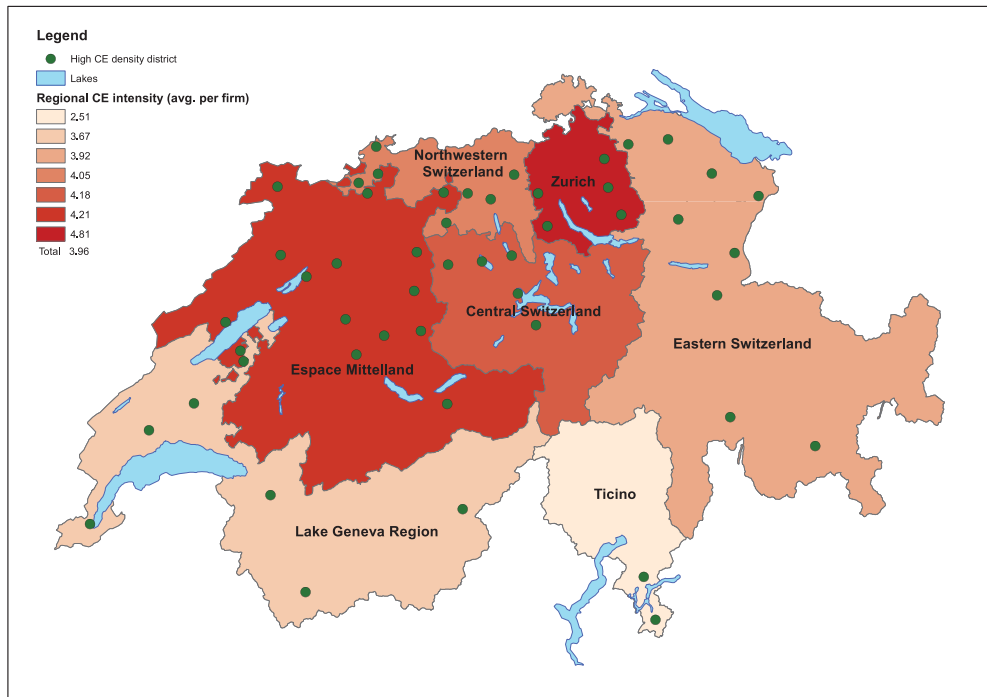 Legend
High CE density district
Lakes
Regional CE intensity (avg. per firm)
2.51
3.67
3.92
4.05
4.18
4.21
4.81
Total 3.96
Northwestern
Switzerland
Zurich
Central Switzerland
Eastern Switzerland
Espace Mittelland
Ticino
Lake Geneva Region